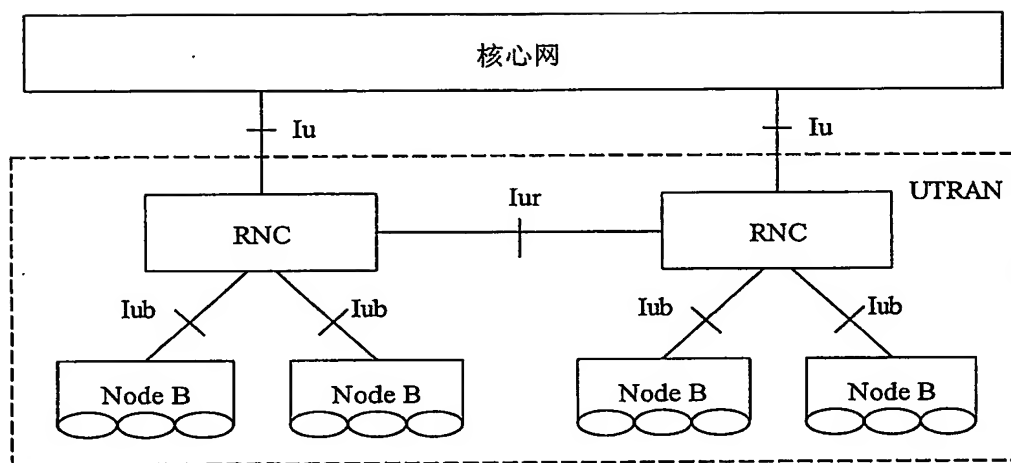 核心网
Iu
Iu
UTRAN
Iur
RNC
RNC
Iub
Iub
Iub
Iub
Node B
Node B
Node B
Node B